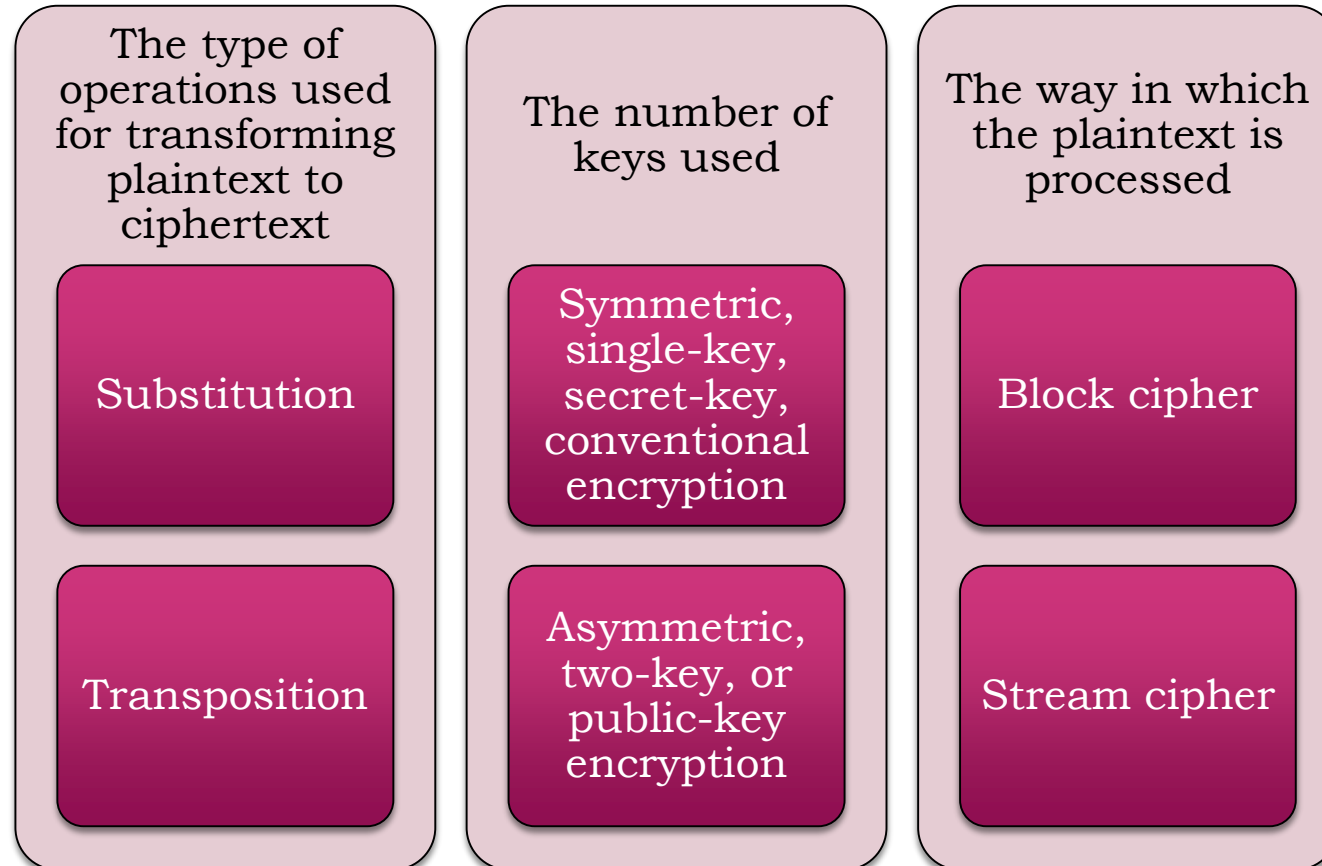 The type of
operations used
for transforming
plaintext to
ciphertext
Substitution
Transposition
The number of
keys used
Symmetric,
single-key,
secret-key,
conventional
encryption
Asymmetric,
two-key, or
public-key
encryption
The way in which
the plaintext is
processed
Block cipher
Stream cipher